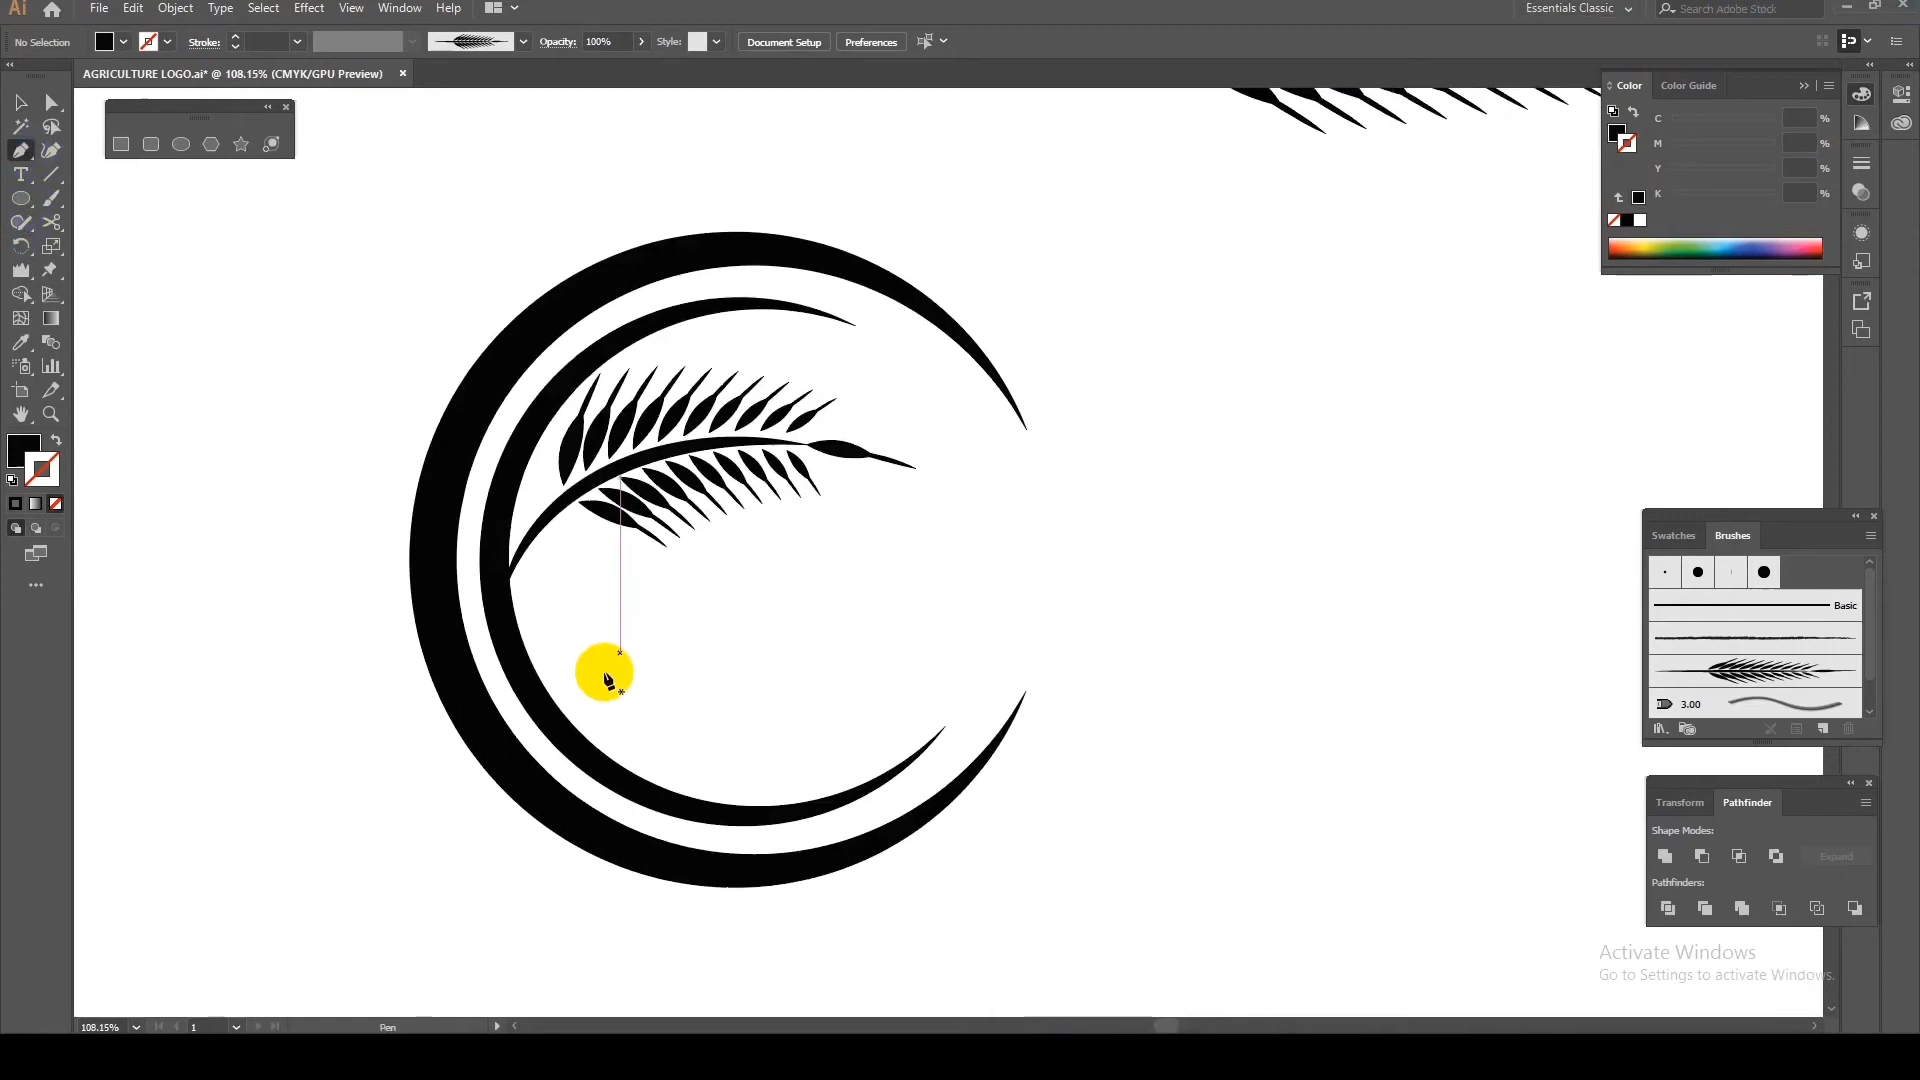 Ai File Edit Object Type Select Effect View Window Help Essentials Classic Search Adobe Stock
No Selection Stroke: Opacity: 100% Style: Document Setup Preferences
AGRICULTURE LOGO.ai* @ 108.15% (CMYK/GPU Preview)
Color Color Guide
C %
M %
Y %
K %
Swatches Brushes
Basic
3.00
Transform Pathfinder
Shape Modes:
Expand
Pathfinders:
Activate Windows
Go to Settings to activate Windows.
108.15% 1 Pen